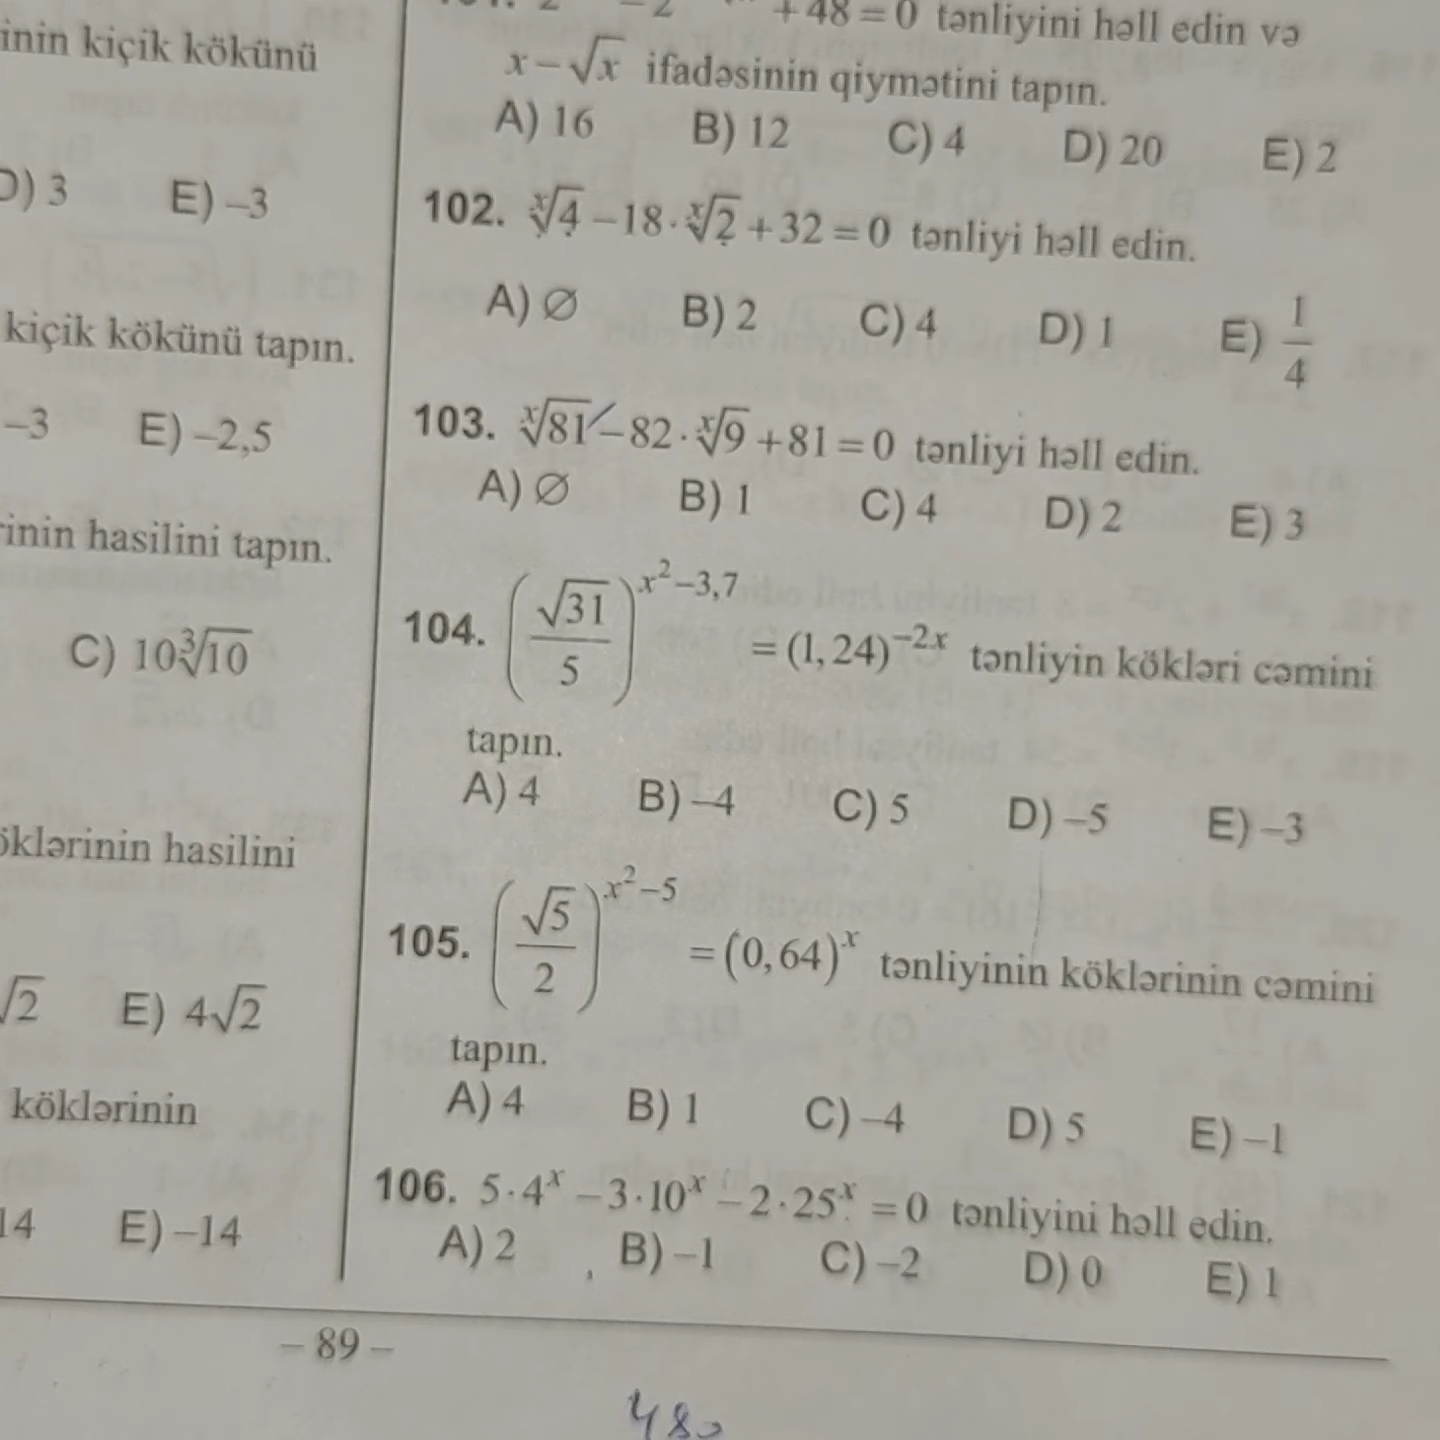 inin kiçik kökünü
D) 3 E) –3
kiçik kökünü tapın.
–3 E) –2,5
inin hasilini tapın.
C) 10∛10
öklərinin hasilini
√2 E) 4√2
köklərinin
14 E) –14
+48 = 0 tənliyini həll edin və
x – √x ifadəsinin qiymətini tapın.
A) 16 B) 12 C) 4 D) 20 E) 2
102. ˣ√4 – 18 · ˣ√2 + 32 = 0 tənliyi həll edin.
A) ∅ B) 2 C) 4 D) 1 E) 1/4
103. ˣ√81 – 82 · ˣ√9 + 81 = 0 tənliyi həll edin.
A) ∅ B) 1 C) 4 D) 2 E) 3
104. (√31/5)^(x²–3,7) = (1,24)^(–2x) tənliyin kökləri cəmini
tapın.
A) 4 B) –4 C) 5 D) –5 E) –3
105. (√5/2)^(x²–5) = (0,64)^x tənliyinin köklərinin cəmini
tapın.
A) 4 B) 1 C) –4 D) 5 E) –1
106. 5 · 4ˣ – 3 · 10ˣ – 2 · 25ˣ = 0 tənliyini həll edin.
A) 2 B) –1 C) –2 D) 0 E) 1
– 89 –